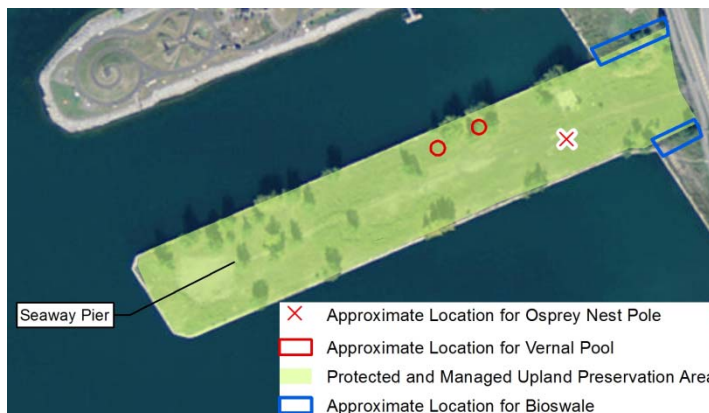 Seaway Pier
Approximate Location for Osprey Nest Pole
Approximate Location for Vernal Pool
Protected and Managed Upland Preservation Area
Approximate Location for Bioswale